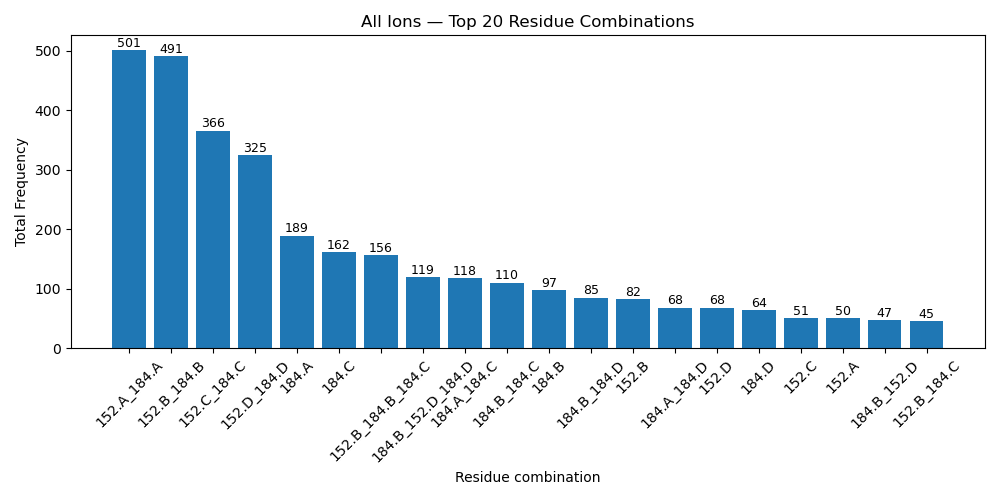 All Ions — Top 20 Residue Combinations
Total Frequency
500
400
300
200
100
0
501
491
366
325
189
162
156
119
118
110
97
85
82
68
68
64
51
50
47
45
152.A_184.A
152.B_184.B
152.C_184.C
152.D_184.D
184.A
184.C
152.B_184.B_184.C
184.B_152.D_184.D
184.A_184.C
184.B_184.C
184.B
184.B_184.D
152.B
184.A_184.D
152.D
184.D
152.C
152.A
184.B_152.D
152.B_184.C
Residue combination